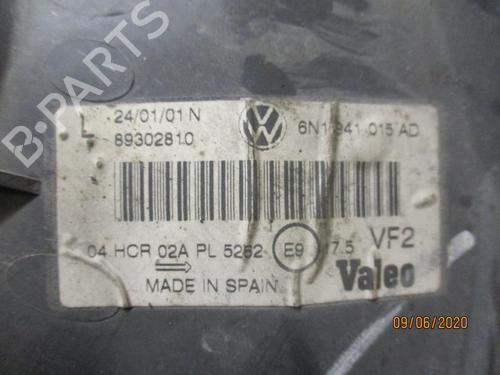 L
24/01/01 N
89302810
6N1 941 015 AD
04 HCR 02A PL 5262 E9 17.5 VF2
MADE IN SPAIN
Valeo
09/06/2020